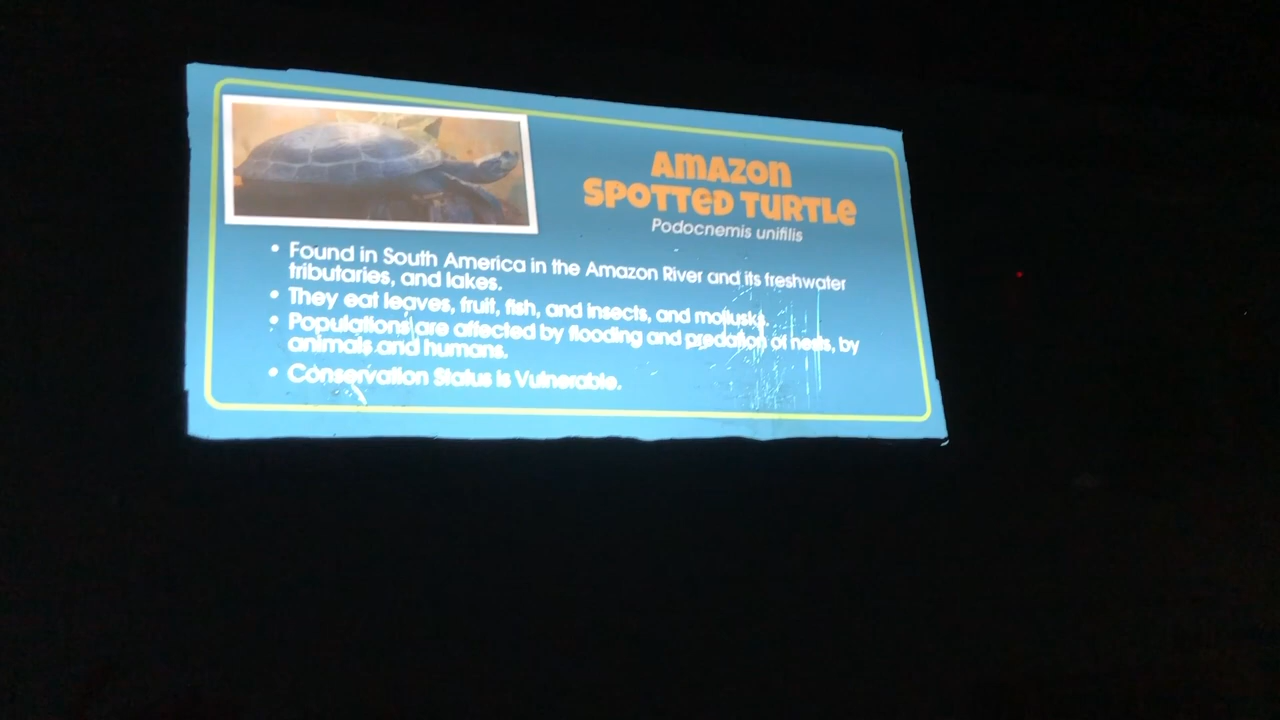 AMAZON
SPOTTED TURTLE
Podocnemis unifilis
• Found in South America in the Amazon River and its freshwater
tributaries, and lakes.
• They eat leaves, fruit, fish, and insects, and mollusks.
• Populations are affected by flooding and predation of nests, by
animals and humans.
• Conservation Status is Vulnerable.